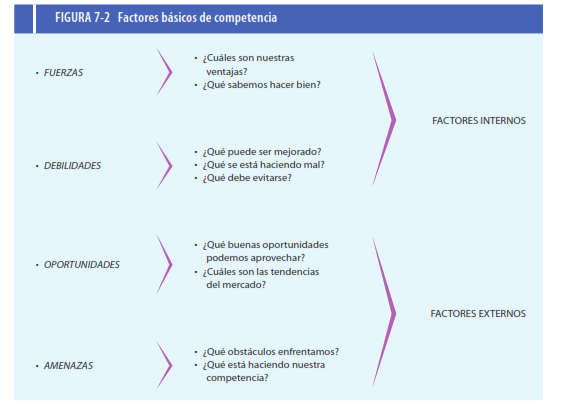 FIGURA 7-2 Factores básicos de competencia
• FUERZAS
• ¿Cuáles son nuestras
ventajas?
• ¿Qué sabemos hacer bien?
FACTORES INTERNOS
• DEBILIDADES
• ¿Qué puede ser mejorado?
• ¿Qué se está haciendo mal?
• ¿Qué debe evitarse?
• OPORTUNIDADES
• ¿Qué buenas oportunidades
podemos aprovechar?
• ¿Cuáles son las tendencias
del mercado?
FACTORES EXTERNOS
• AMENAZAS
• ¿Qué obstáculos enfrentamos?
• ¿Qué está haciendo nuestra
competencia?